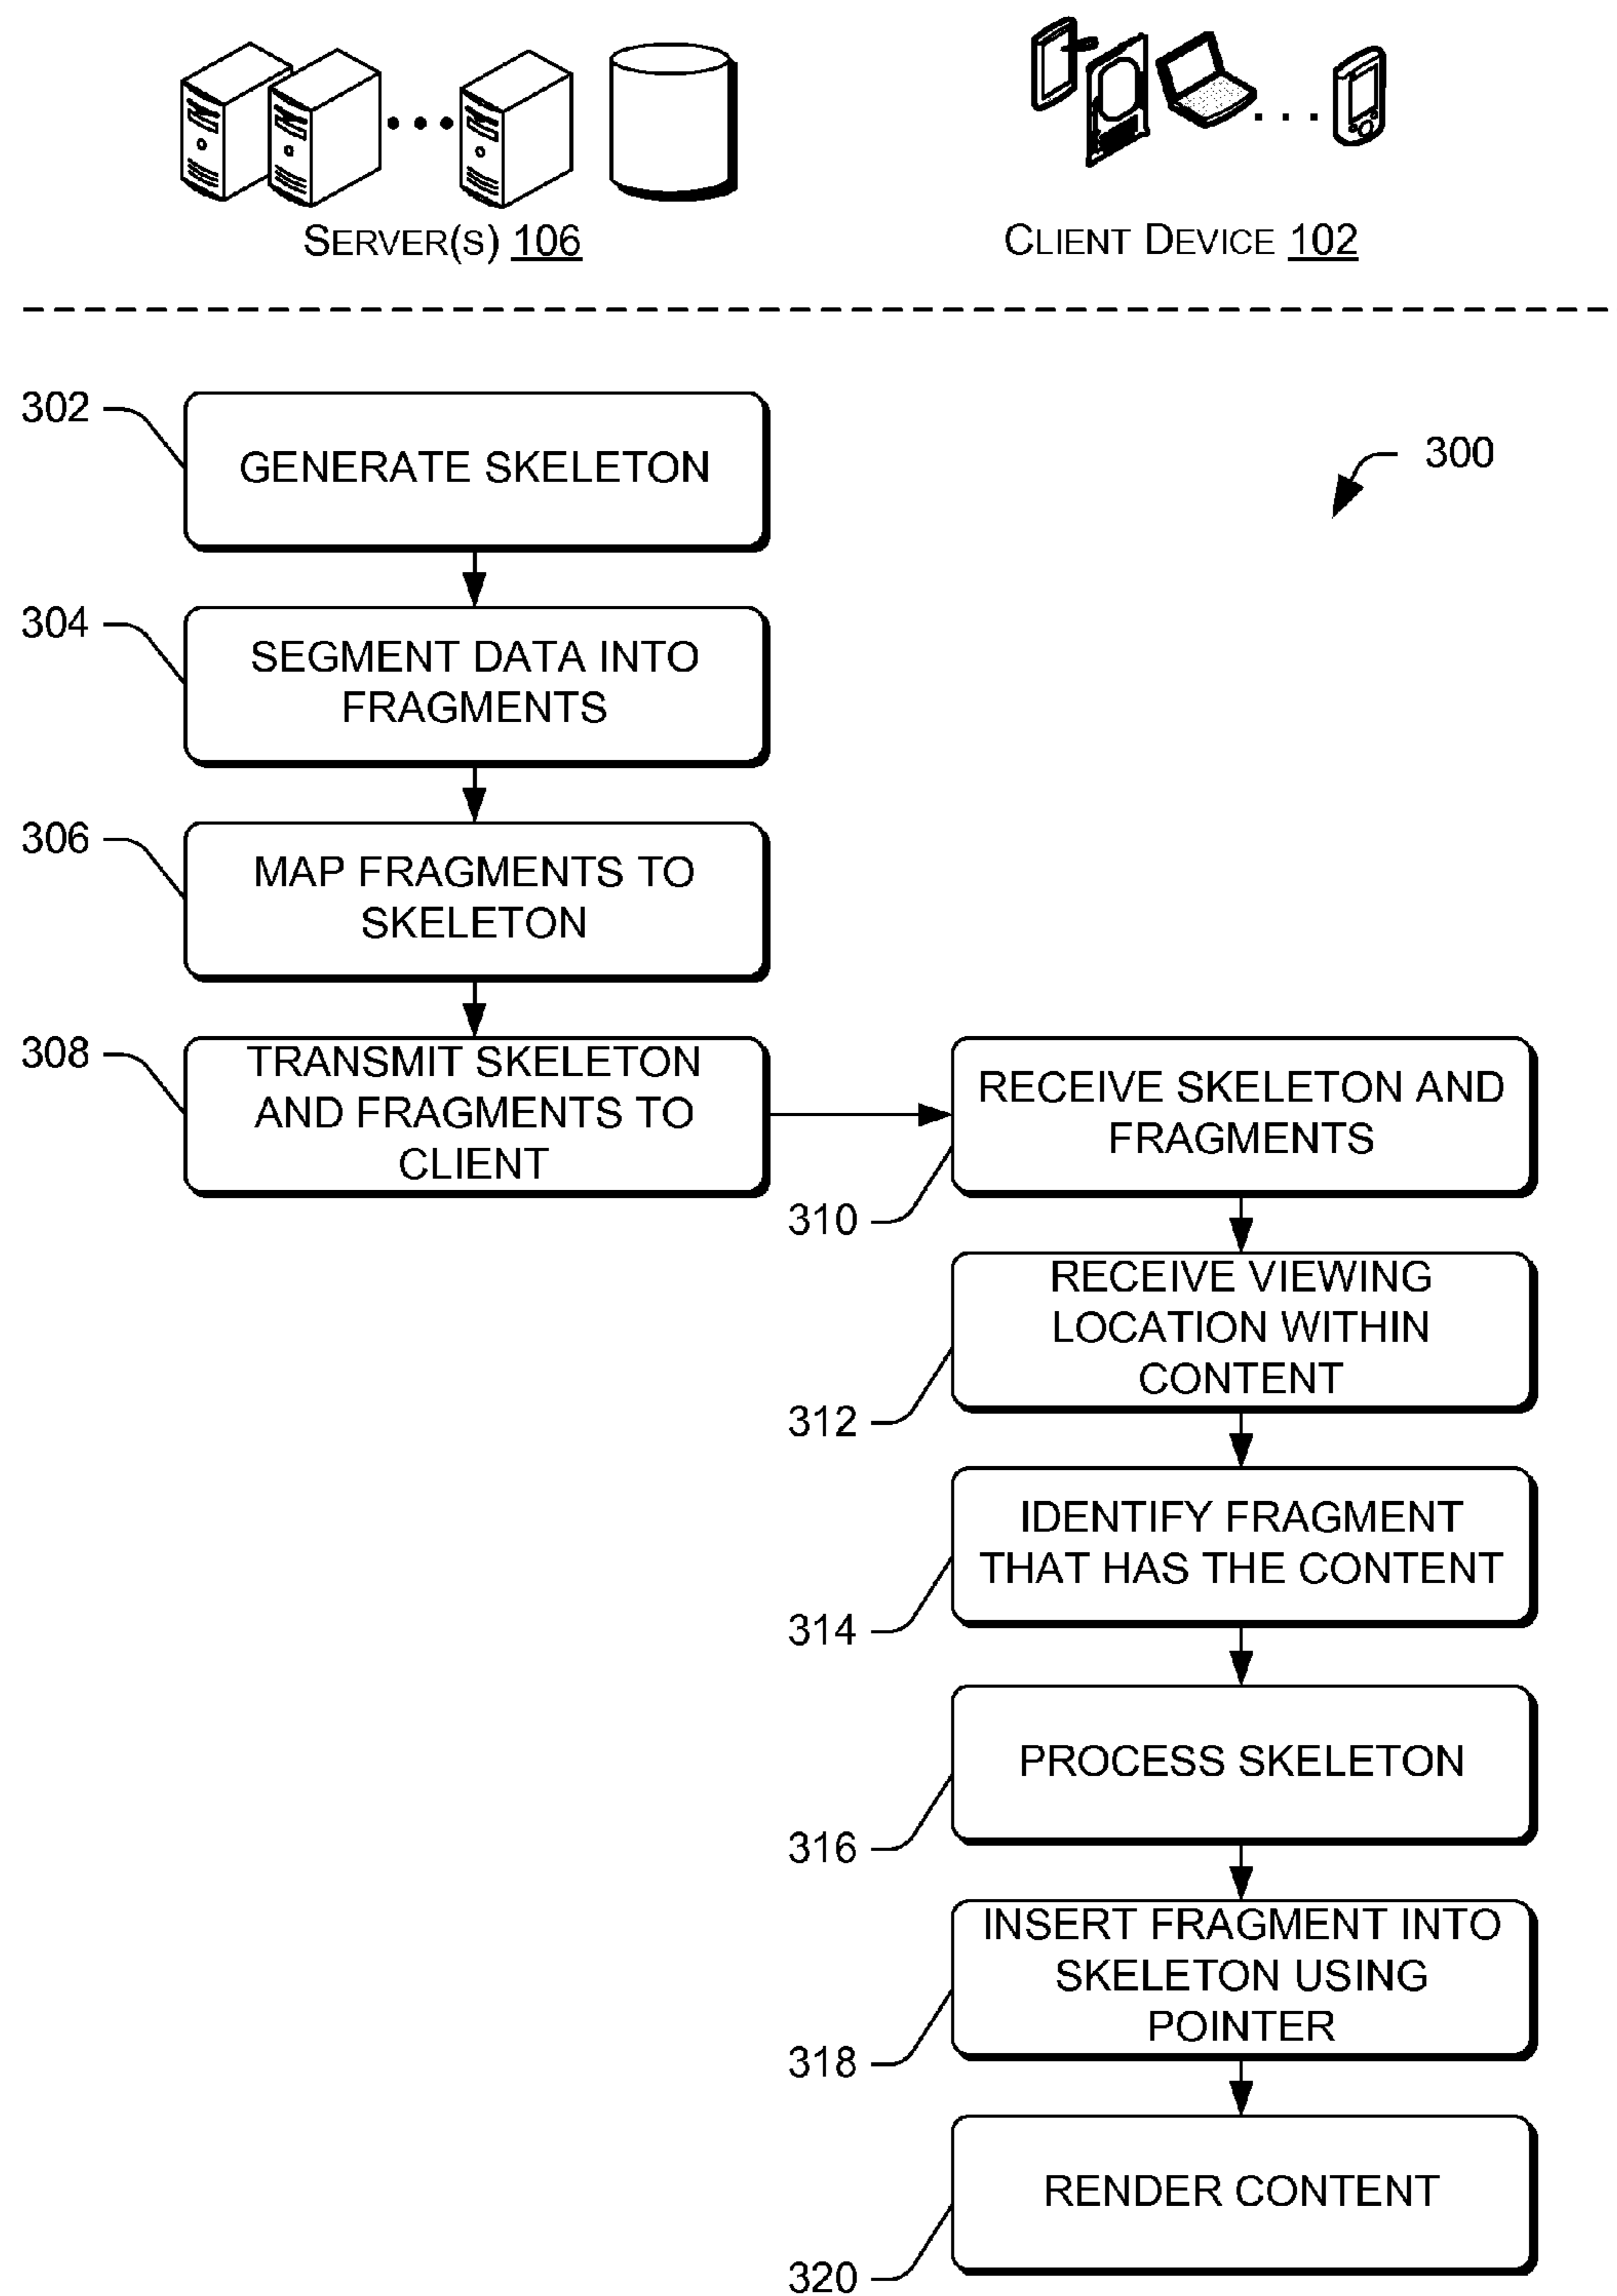 SERVER(S) 106
CLIENT DEVICE 102
300
302
GENERATE SKELETON
304
SEGMENT DATA INTO
FRAGMENTS
306
MAP FRAGMENTS TO
SKELETON
308
TRANSMIT SKELETON
AND FRAGMENTS TO
CLIENT
RECEIVE SKELETON AND
FRAGMENTS
310
RECEIVE VIEWING
LOCATION WITHIN
CONTENT
312
IDENTIFY FRAGMENT
THAT HAS THE CONTENT
314
PROCESS SKELETON
316
INSERT FRAGMENT INTO
SKELETON USING
POINTER
318
RENDER CONTENT
320